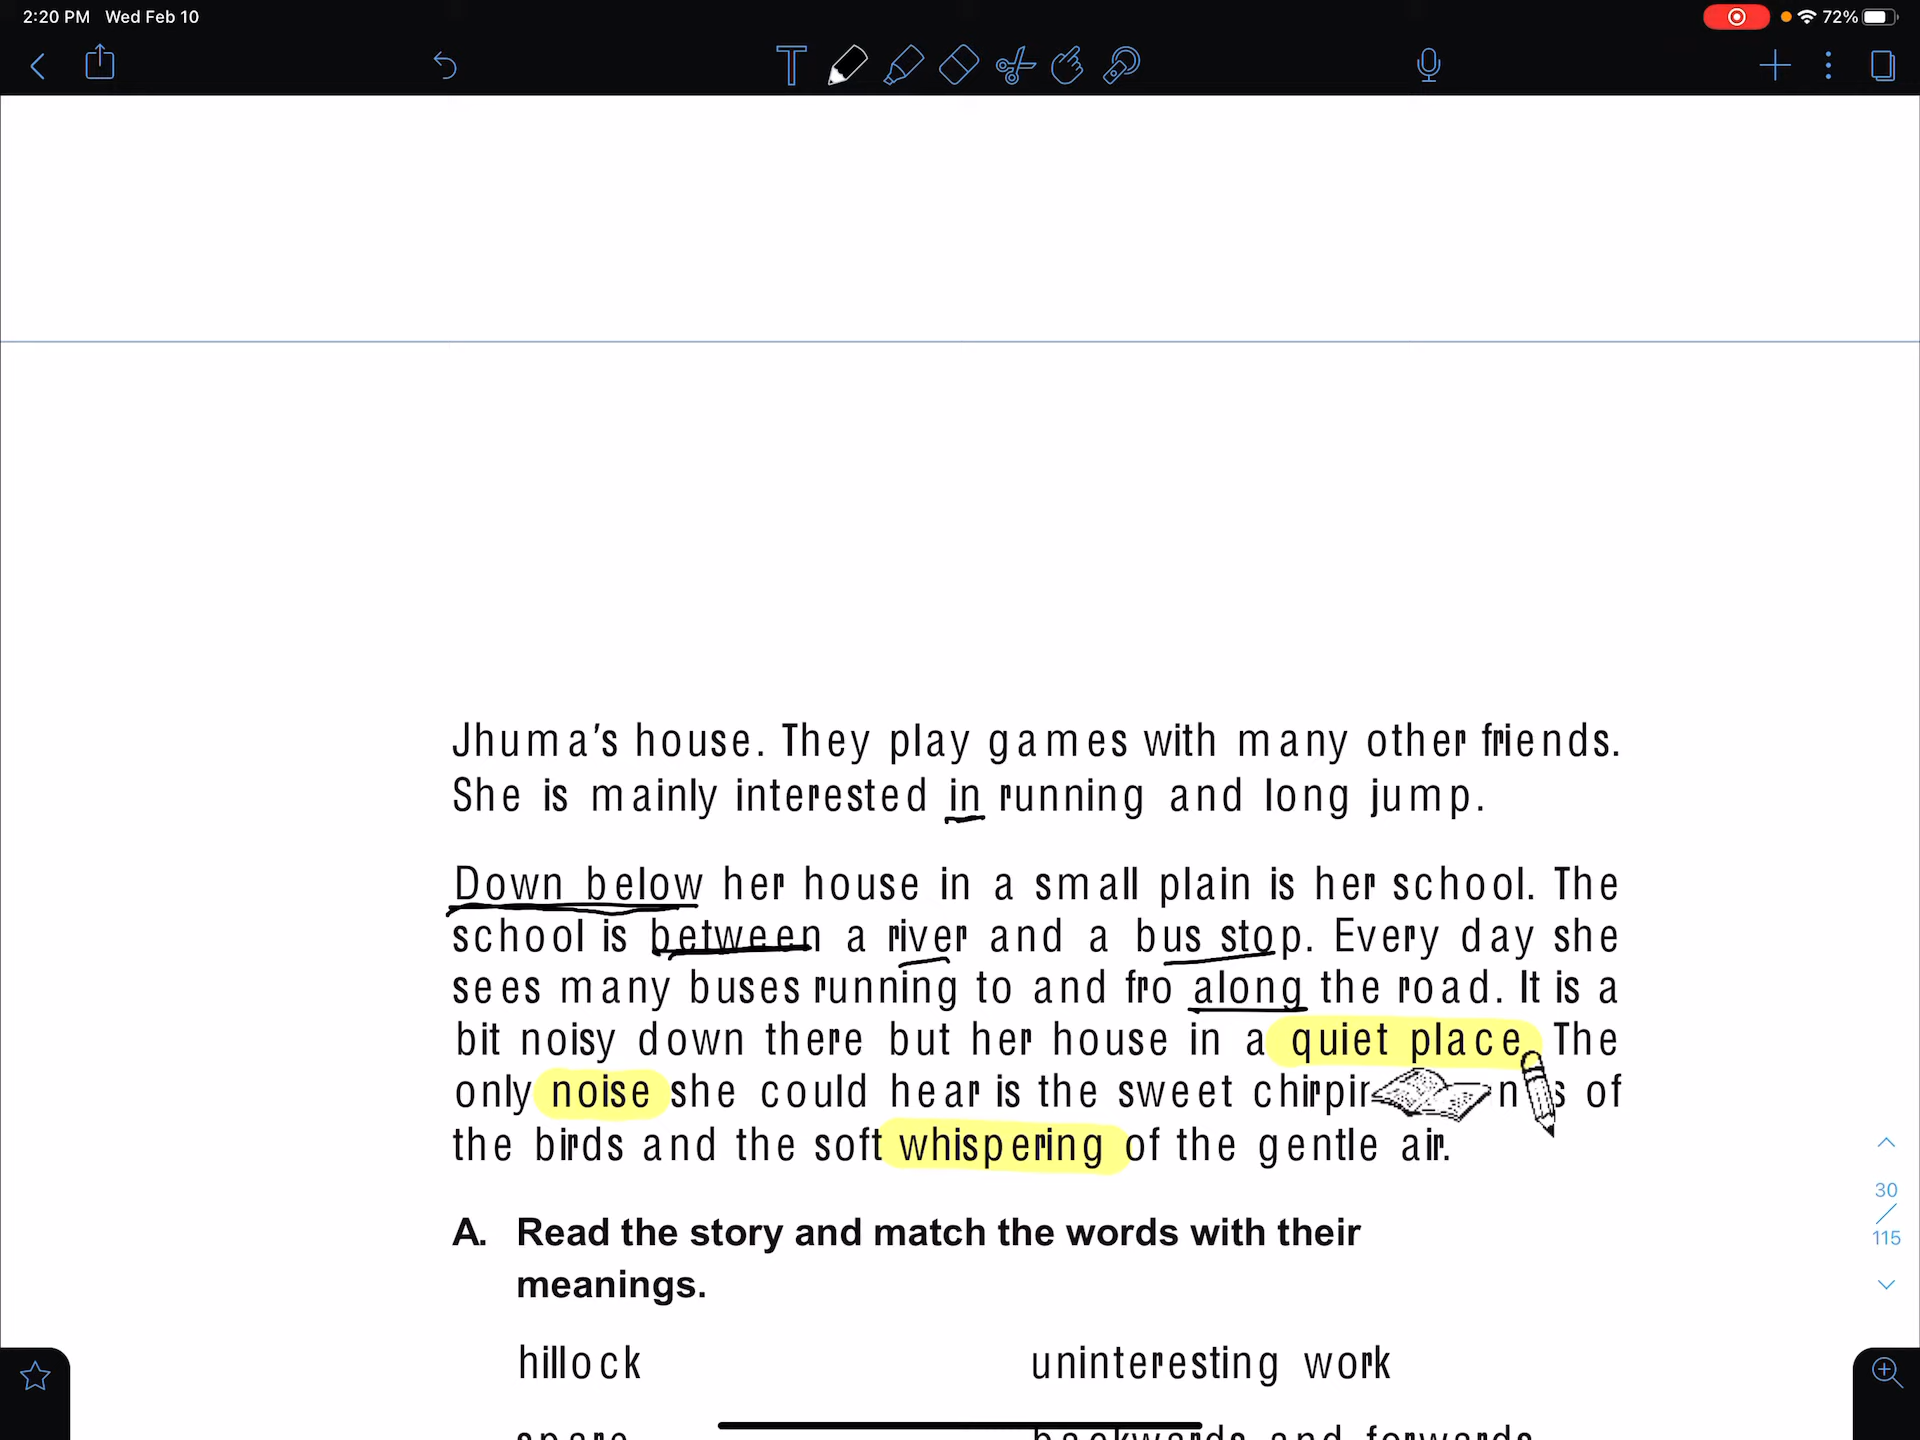 2:20 PM Wed Feb 10
72%
Jhuma's house. They play games with many other friends.
She is mainly interested in running and long jump.
Down below her house in a small plain is her school. The
school is between a river and a bus stop. Every day she
sees many buses running to and fro along the road. It is a
bit noisy down there but her house in a quiet place. The
only noise she could hear is the sweet of
the birds and the soft whispering of the gentle air.
A. Read the story and match the words with their
meanings.
hillock uninteresting work
spare backwards and forwards
30
/
115